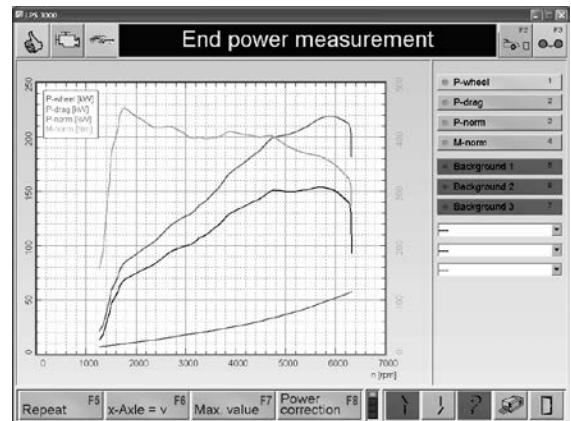 LPS 3000
End power measurement
F2
F3
250
200
150
100
50
0
500
400
300
200
100
0
P-wheel [kW]
P-drag [kW]
P-norm [kW]
M-norm [Nm]
0 1000 2000 3000 4000 5000 6000 7000
n [rpm]
P-wheel 1
P-drag 2
P-norm 3
M-norm 4
Background 1 5
Background 2 6
Background 3 7
---
---
---
Repeat F5
x-Axle = v F6
Max. value F7
Power correction F8
?